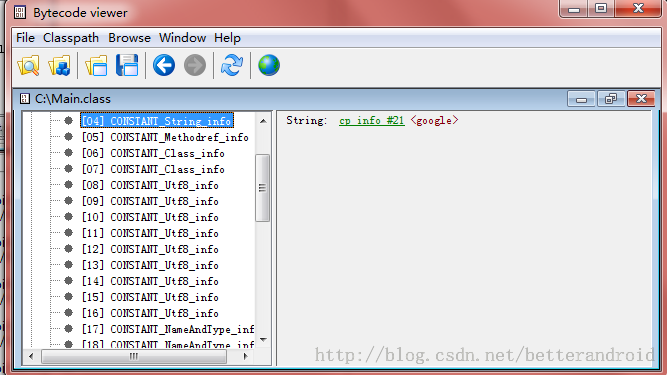 Bytecode viewer
File Classpath Browse Window Help
C:\Main.class
[04] CONSTANT_String_info
[05] CONSTANT_Methodref_info
[06] CONSTANT_Class_info
[07] CONSTANT_Class_info
[08] CONSTANT_Utf8_info
[09] CONSTANT_Utf8_info
[10] CONSTANT_Utf8_info
[11] CONSTANT_Utf8_info
[12] CONSTANT_Utf8_info
[13] CONSTANT_Utf8_info
[14] CONSTANT_Utf8_info
[15] CONSTANT_Utf8_info
[16] CONSTANT_Utf8_info
[17] CONSTANT_NameAndType_inf
[18] CONSTANT_NameAndType_inf
String: cp info #21 <google>
http://blog.csdn.net/betterandroid